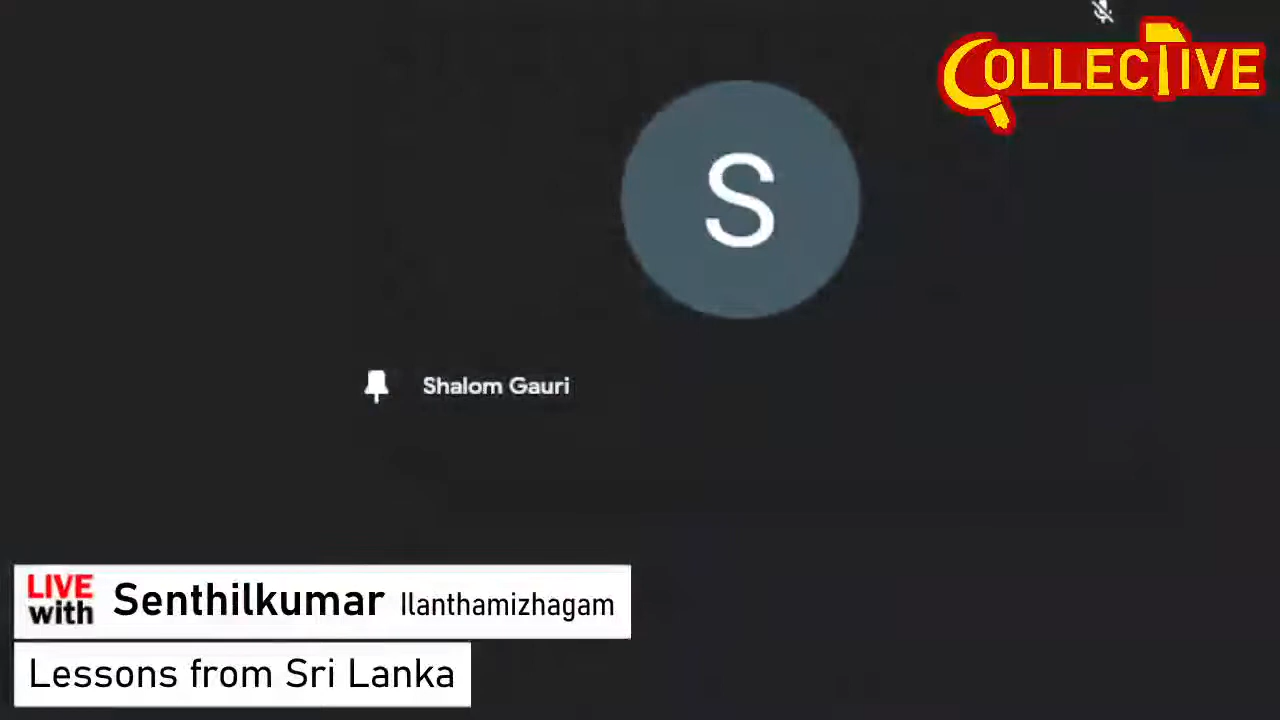 COLLECTIVE
S
Shalom Gauri
LIVE with Senthilkumar Ilanthamizhagam
Lessons from Sri Lanka